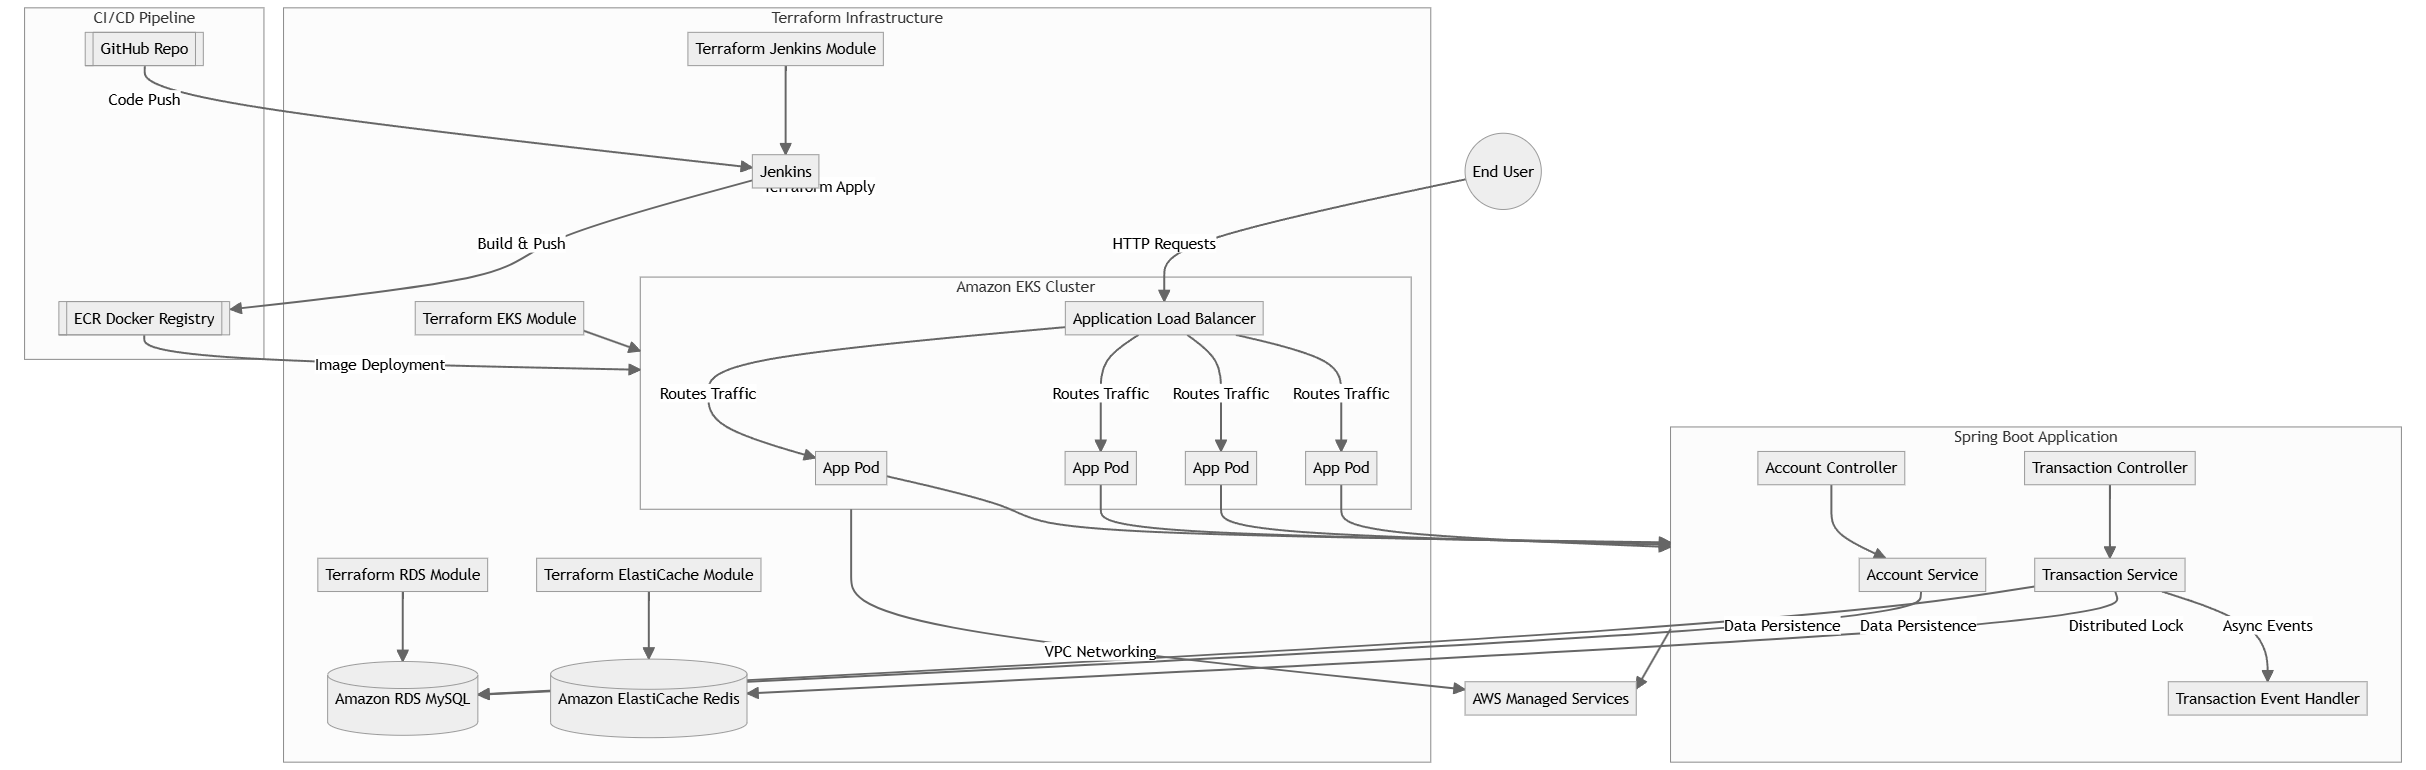 CI/CD Pipeline
Terraform Infrastructure
GitHub Repo
Terraform Jenkins Module
Code Push
Jenkins
Terraform Apply
End User
Build & Push
HTTP Requests
Amazon EKS Cluster
ECR Docker Registry
Terraform EKS Module
Application Load Balancer
Image Deployment
Routes Traffic
Routes Traffic
Routes Traffic
Routes Traffic
Spring Boot Application
App Pod
App Pod
App Pod
App Pod
Account Controller
Transaction Controller
Terraform RDS Module
Terraform ElastiCache Module
Account Service
Transaction Service
Data Persistence
Data Persistence
Distributed Lock
Async Events
VPC Networking
Amazon RDS MySQL
Amazon ElastiCache Redis
AWS Managed Services
Transaction Event Handler